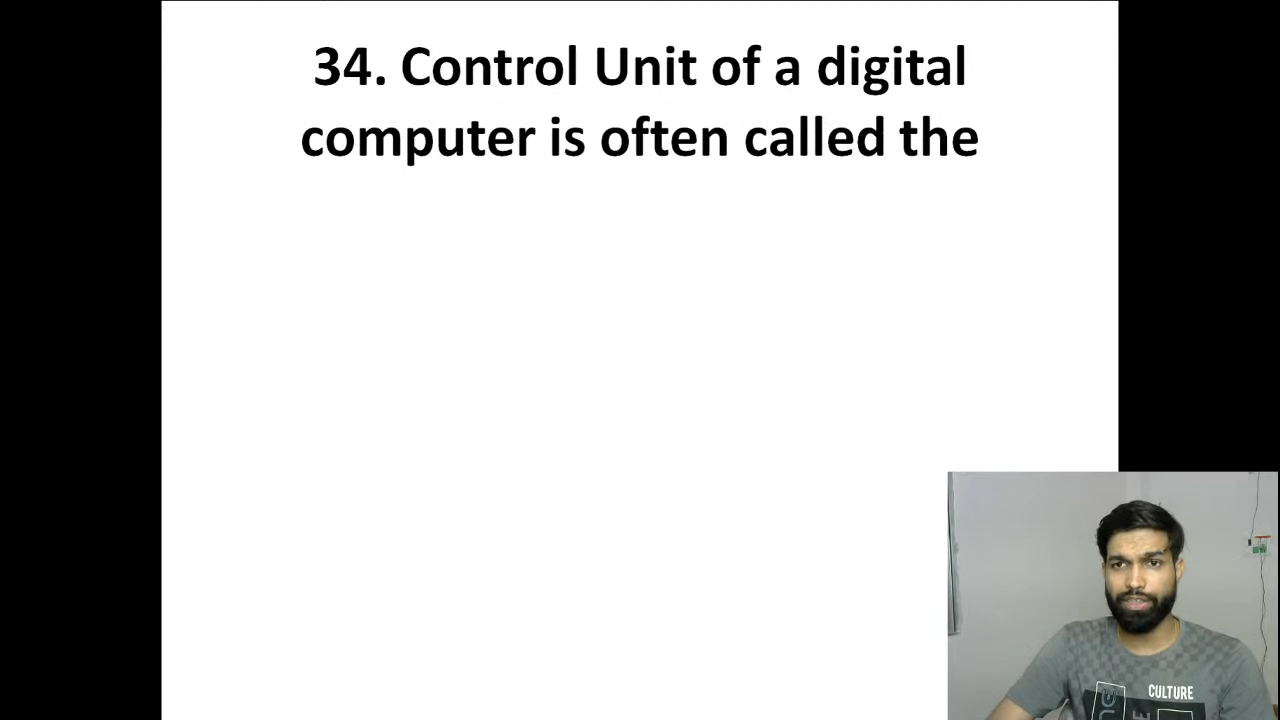 34. Control Unit of a digital
computer is often called the
CULTURE